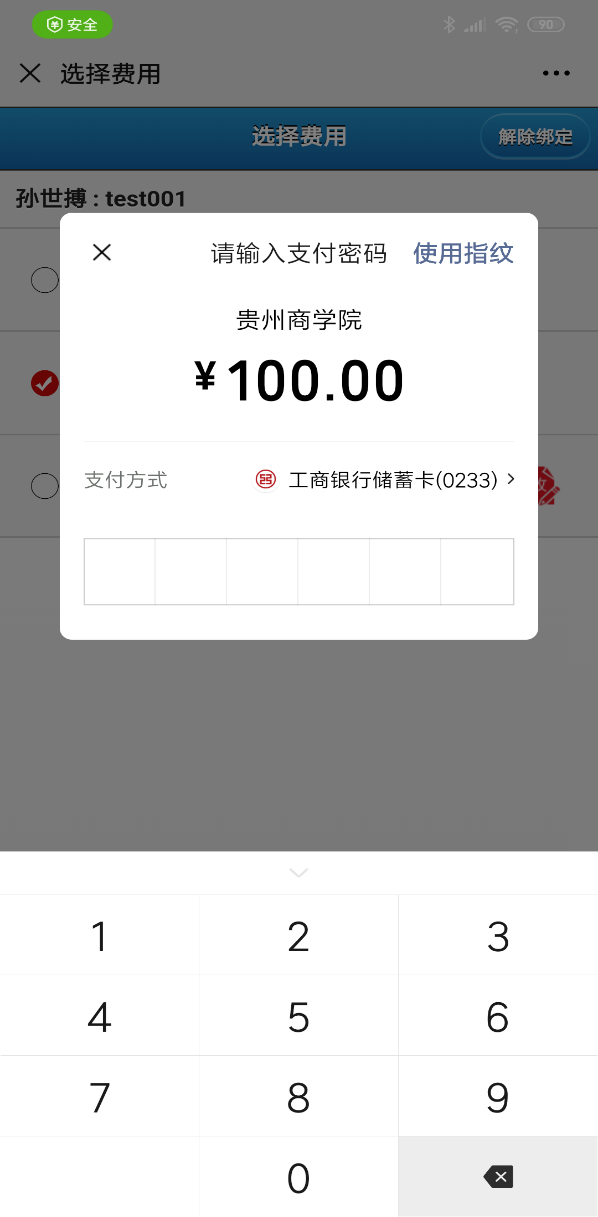 安全
90
选择费用
选择费用 解除绑定
孙世搏 : test001
请输入支付密码 使用指纹
贵州商学院
¥100.00
支付方式 工商银行储蓄卡(0233)
1 2 3
4 5 6
7 8 9
0